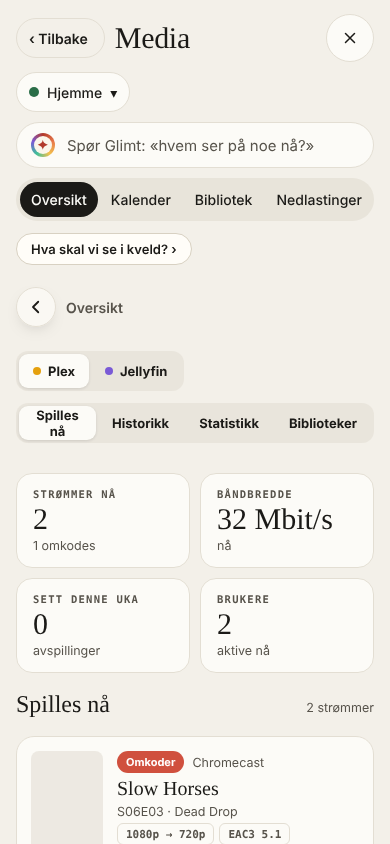 ‹ Tilbake Media
Hjemme ▾
Spør Glimt: «hvem ser på noe nå?»
Oversikt Kalender Bibliotek Nedlastinger
Hva skal vi se i kveld? ›
Oversikt
Plex Jellyfin
Spilles nå Historikk Statistikk Biblioteker
STRØMMER NÅ
2
1 omkodes
BÅNDBREDDE
32 Mbit/s
nå
SETT DENNE UKA
0
avspillinger
BRUKERE
2
aktive nå
Spilles nå 2 strømmer
Omkoder Chromecast
Slow Horses
S06E03 · Dead Drop
1080p → 720p EAC3 5.1